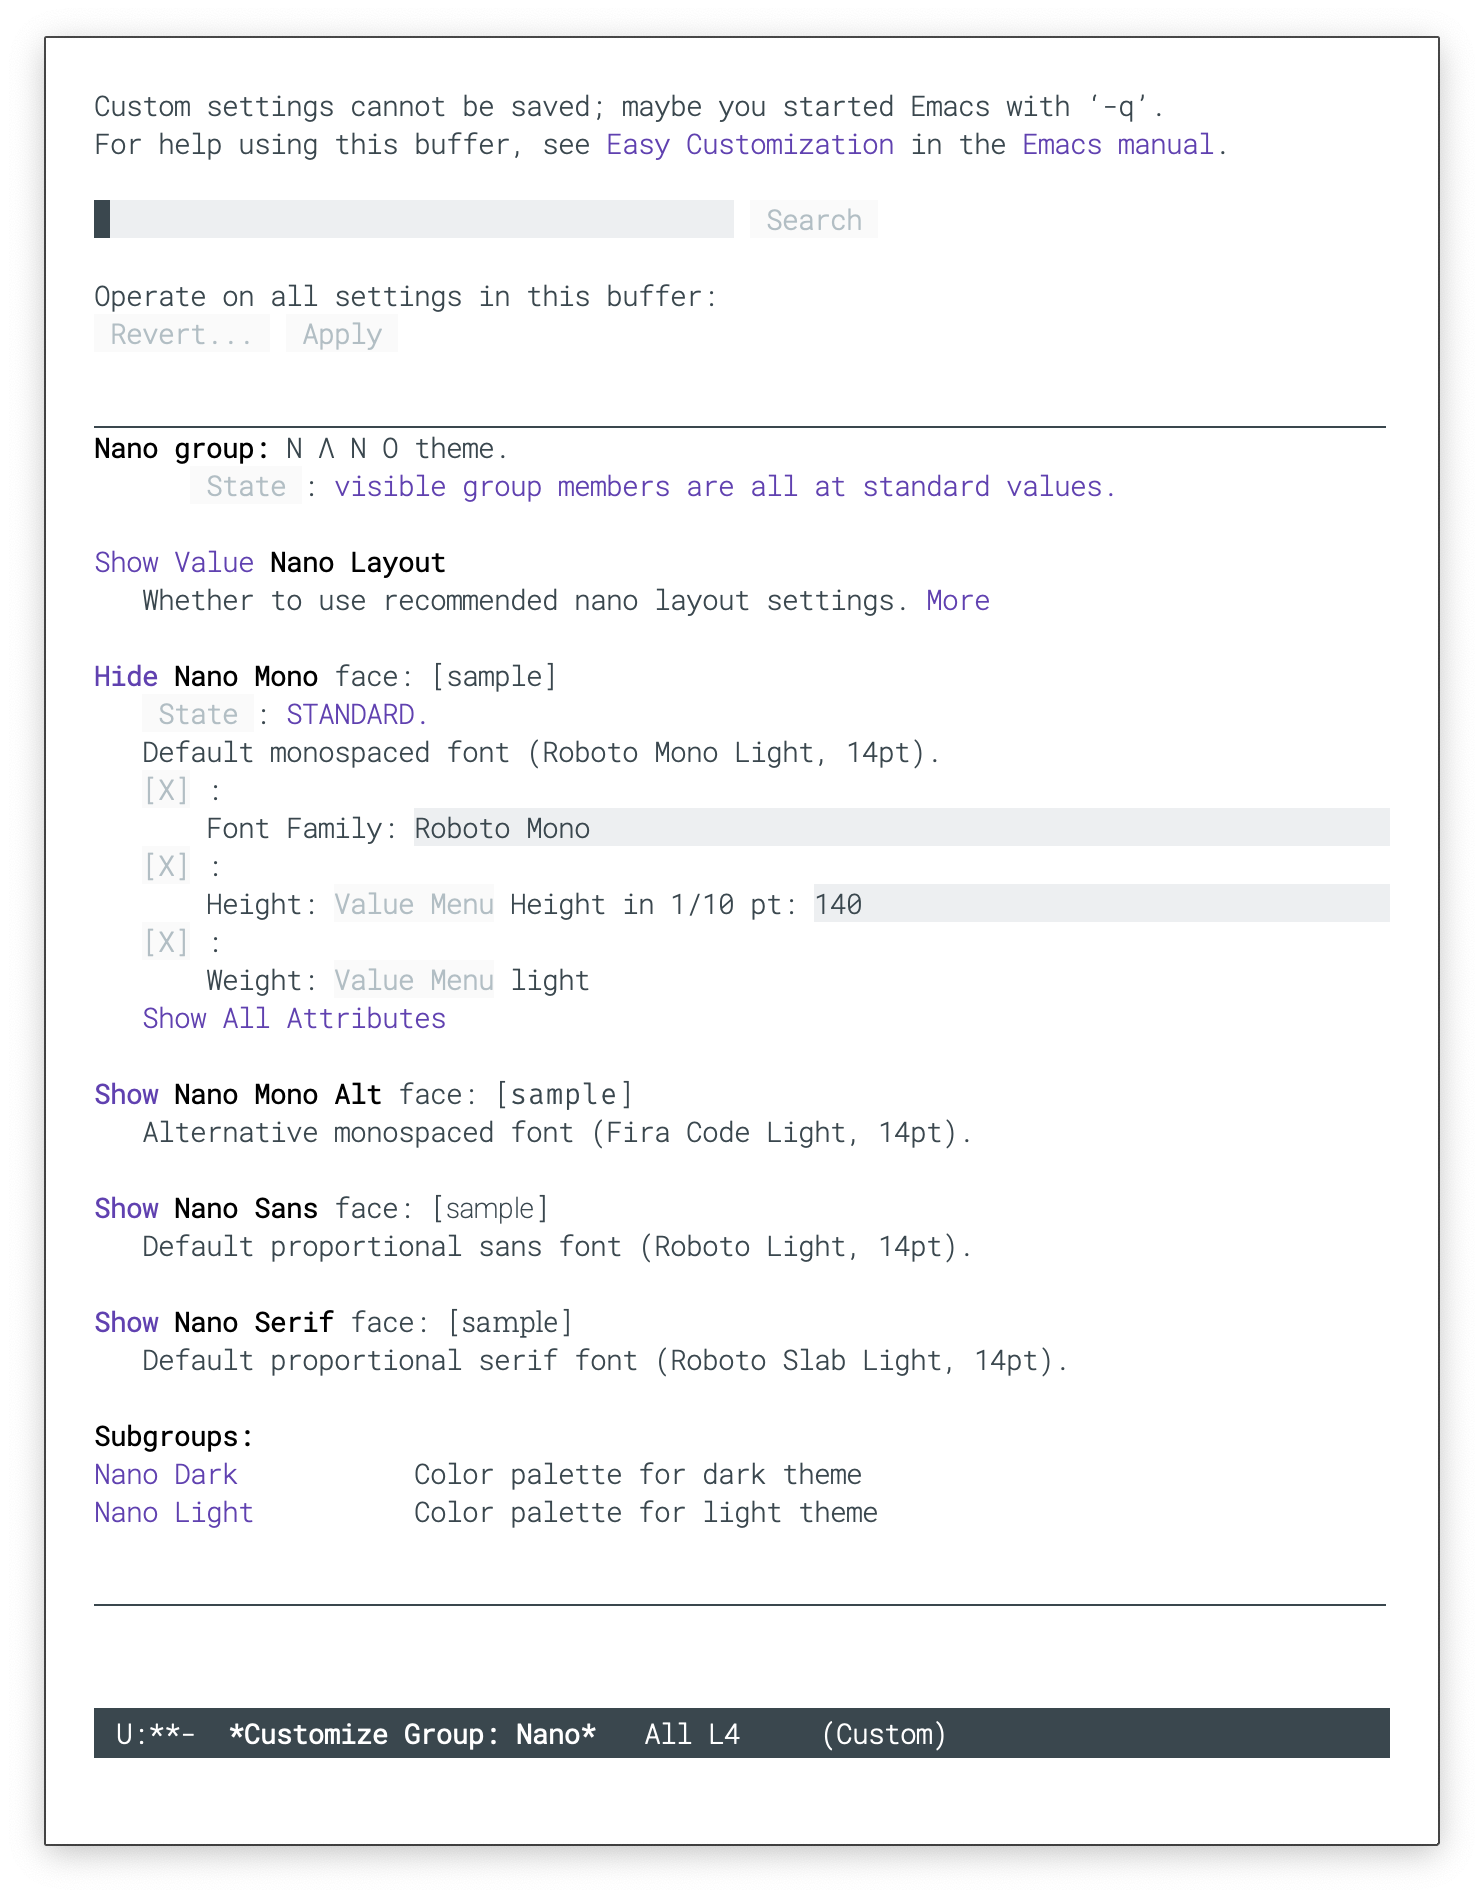 Custom settings cannot be saved; maybe you started Emacs with ‘-q’.
For help using this buffer, see Easy Customization in the Emacs manual.
Search
Operate on all settings in this buffer:
Revert... Apply
Nano group: N Λ N O theme.
State : visible group members are all at standard values.
Show Value Nano Layout
Whether to use recommended nano layout settings. More
Hide Nano Mono face: [sample]
State : STANDARD.
Default monospaced font (Roboto Mono Light, 14pt).
[X] :
Font Family: Roboto Mono
[X] :
Height: Value Menu Height in 1/10 pt: 140
[X] :
Weight: Value Menu light
Show All Attributes
Show Nano Mono Alt face: [sample]
Alternative monospaced font (Fira Code Light, 14pt).
Show Nano Sans face: [sample]
Default proportional sans font (Roboto Light, 14pt).
Show Nano Serif face: [sample]
Default proportional serif font (Roboto Slab Light, 14pt).
Subgroups:
Nano Dark Color palette for dark theme
Nano Light Color palette for light theme
U:**- *Customize Group: Nano* All L4 (Custom)